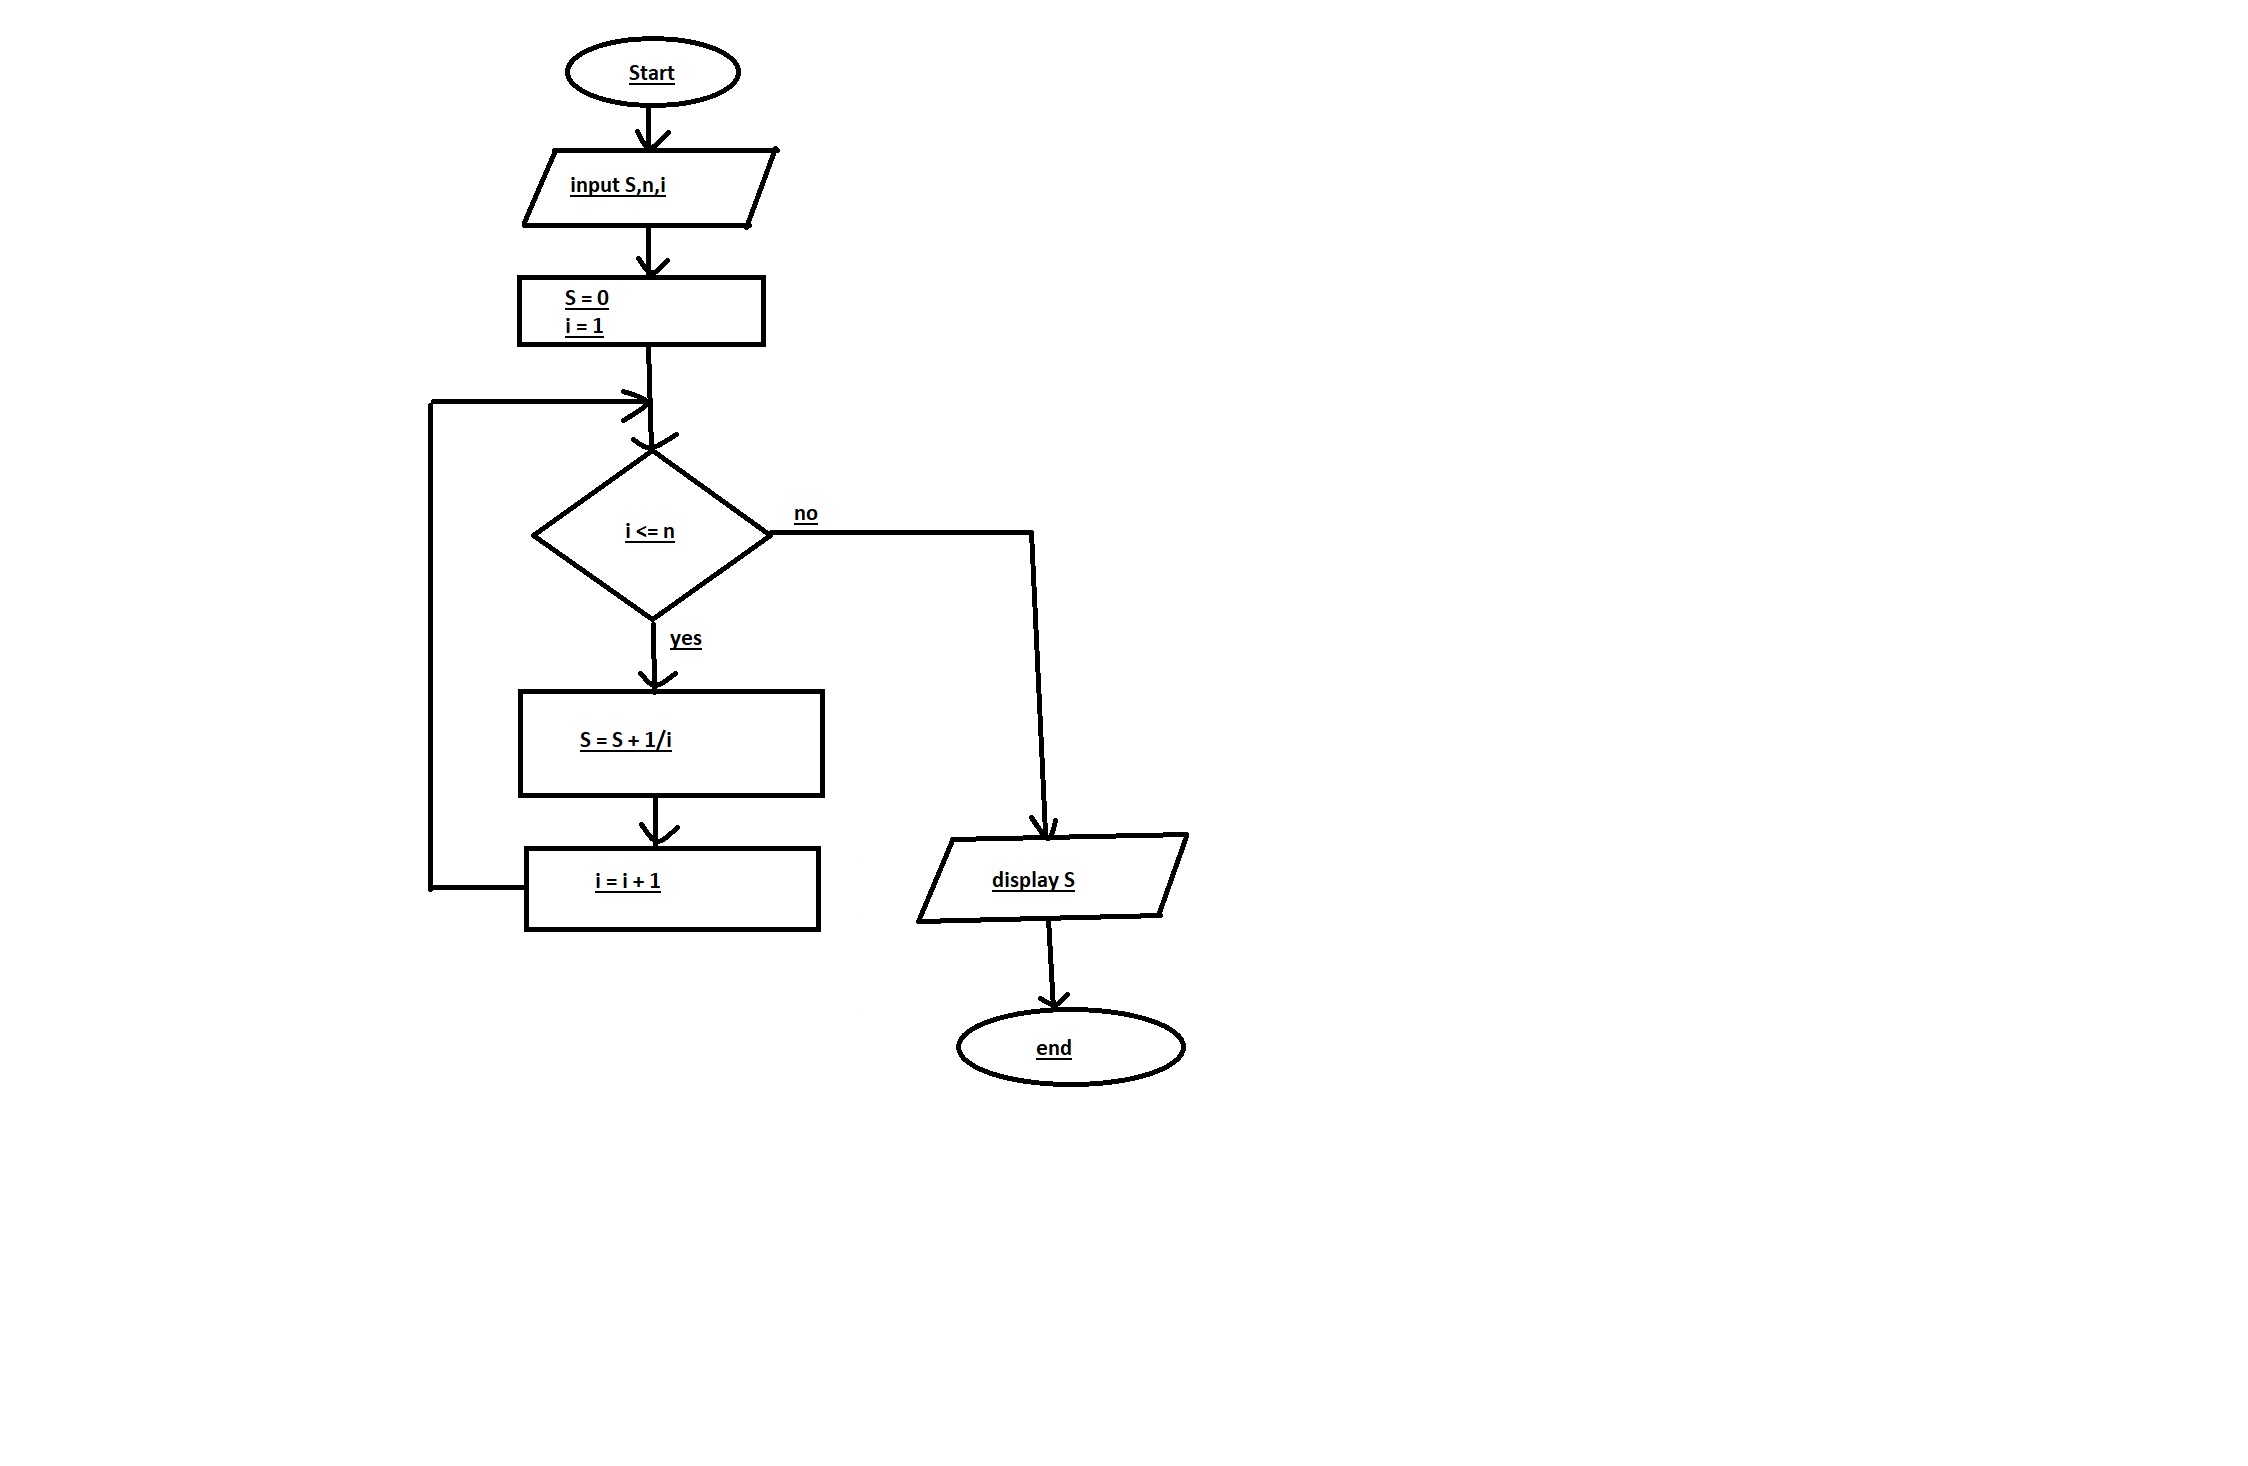 Start
input S,n,i
S = 0
i = 1
i <= n
no
yes
S = S + 1/i
i = i + 1
display S
end